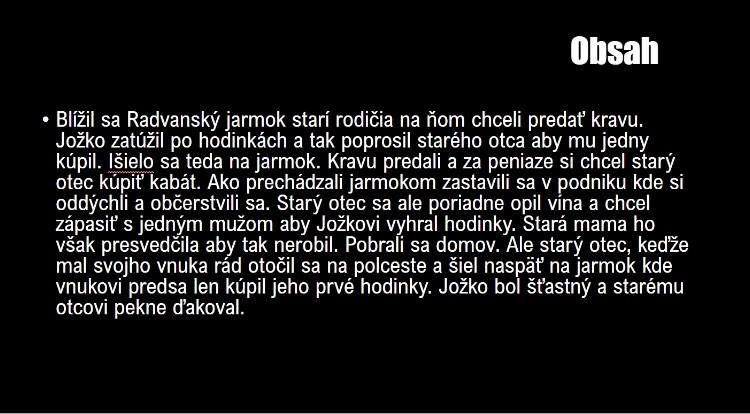 Obsah
• Blížil sa Radvanský jarmok starí rodičia na ňom chceli predať kravu.
Jožko zatúžil po hodinkách a tak poprosil starého otca aby mu jedny
kúpil. Išielo sa teda na jarmok. Kravu predali a za peniaze si chcel starý
otec kúpiť kabát. Ako prechádzali jarmokom zastavili sa v podniku kde si
oddýchli a občerstvili sa. Starý otec sa ale poriadne opil vína a chcel
zápasiť s jedným mužom aby Jožkovi vyhral hodinky. Stará mama ho
však presvedčila aby tak nerobil. Pobrali sa domov. Ale starý otec, keďže
mal svojho vnuka rád otočil sa na polceste a šiel naspäť na jarmok kde
vnukovi predsa len kúpil jeho prvé hodinky. Jožko bol šťastný a starému
otcovi pekne ďakoval.